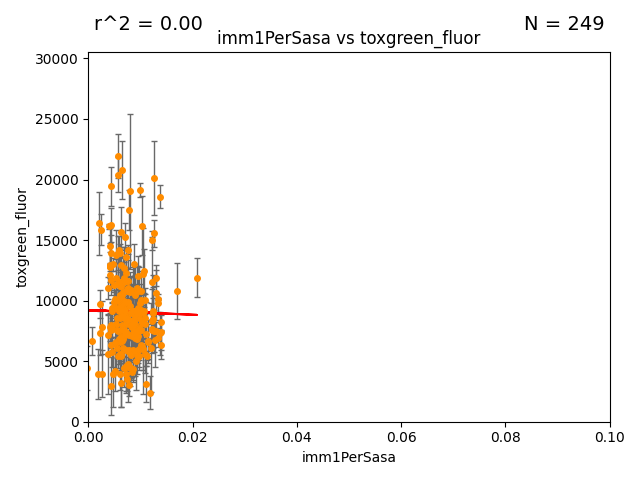 r^2 = 0.00
N = 249
imm1PerSasa vs toxgreen_fluor
30000
25000
20000
15000
10000
5000
0
toxgreen_fluor
0.00 0.02 0.04 0.06 0.08 0.10
imm1PerSasa